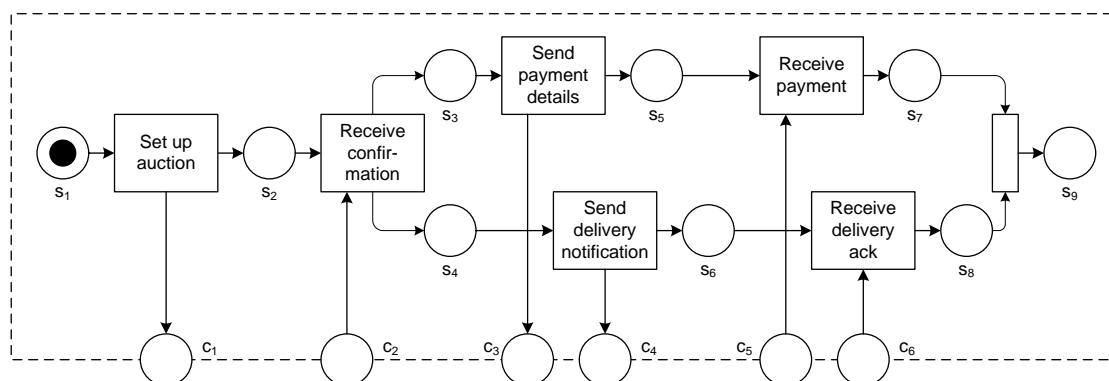 Send
payment
details
Receive
payment
s3
s5
s7
Set up
auction
Receive
confir-
mation
s1
s2
s9
Send
delivery
notification
Receive
delivery
ack
s4
s6
s8
c1
c2
c3
c4
c5
c6